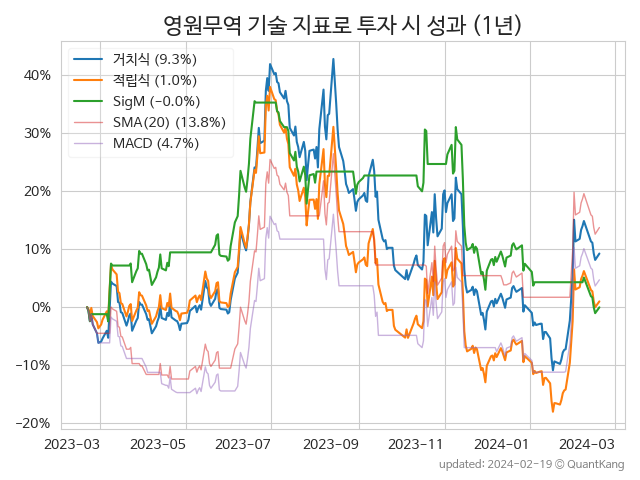 영원무역 기술 지표로 투자 시 성과 (1년)
거치식 (9.3%)
적립식 (1.0%)
SigM (−0.0%)
SMA(20) (13.8%)
MACD (4.7%)
40%
30%
20%
10%
0%
−10%
−20%
2023-03 2023-05 2023-07 2023-09 2023-11 2024-01 2024-03
updated: 2024-02-19 © QuantKang